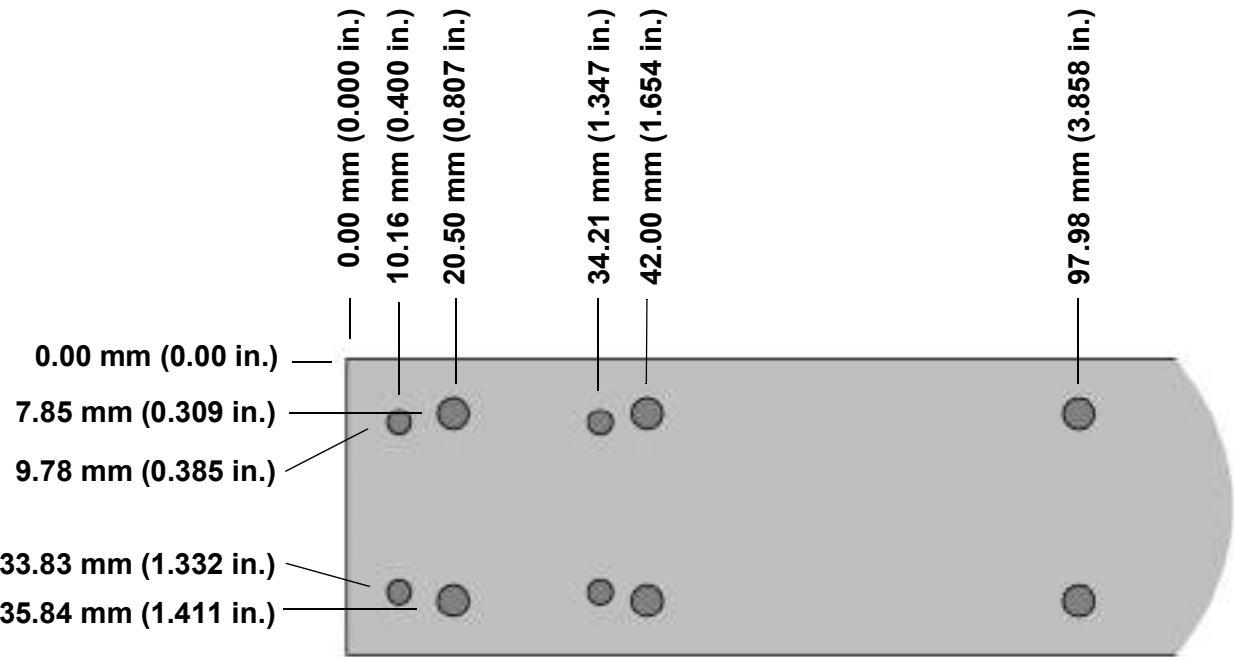 0.00 mm (0.000 in.)
10.16 mm (0.400 in.)
20.50 mm (0.807 in.)
34.21 mm (1.347 in.)
42.00 mm (1.654 in.)
97.98 mm (3.858 in.)
0.00 mm (0.00 in.)
7.85 mm (0.309 in.)
9.78 mm (0.385 in.)
33.83 mm (1.332 in.)
35.84 mm (1.411 in.)